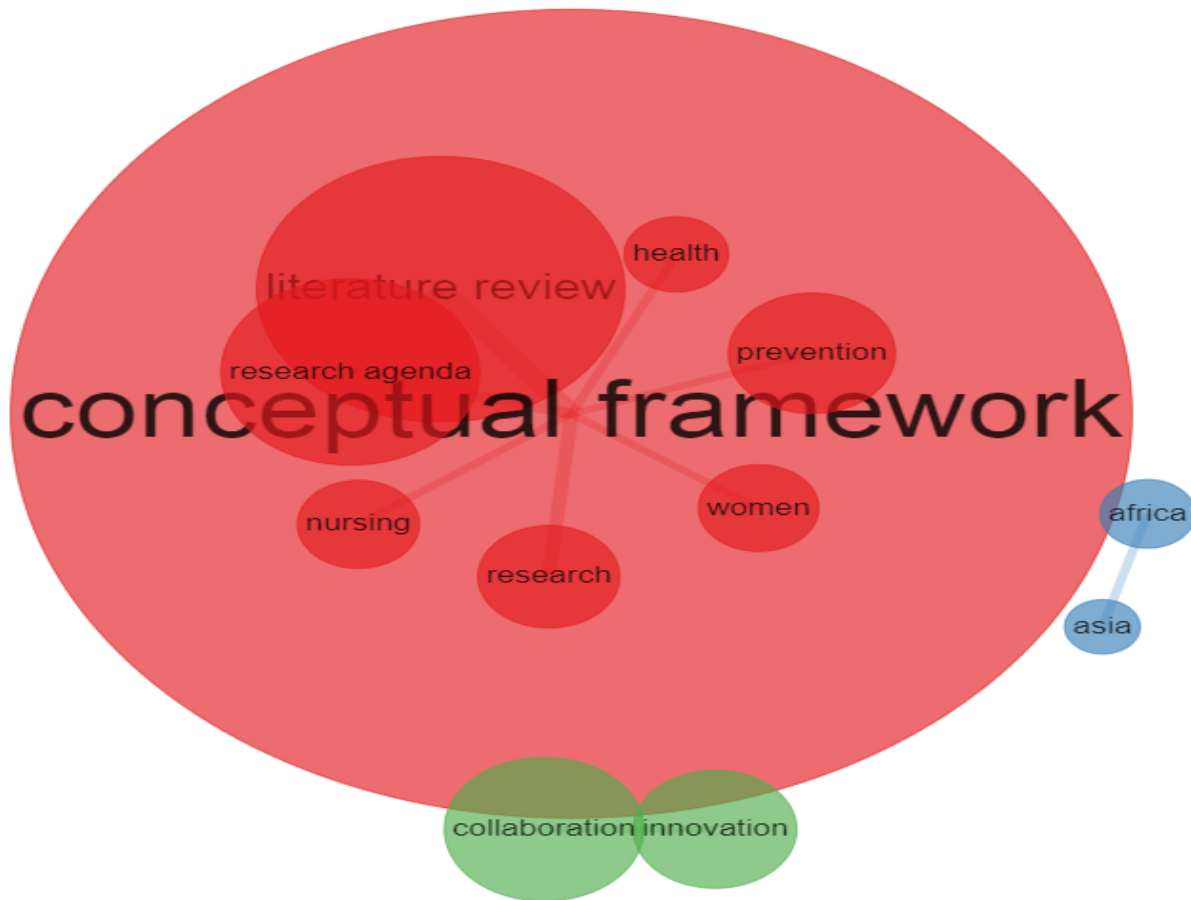 health
literature review
prevention
research agenda
conceptual framework
women
africa
nursing
research
asia
collaboration
innovation